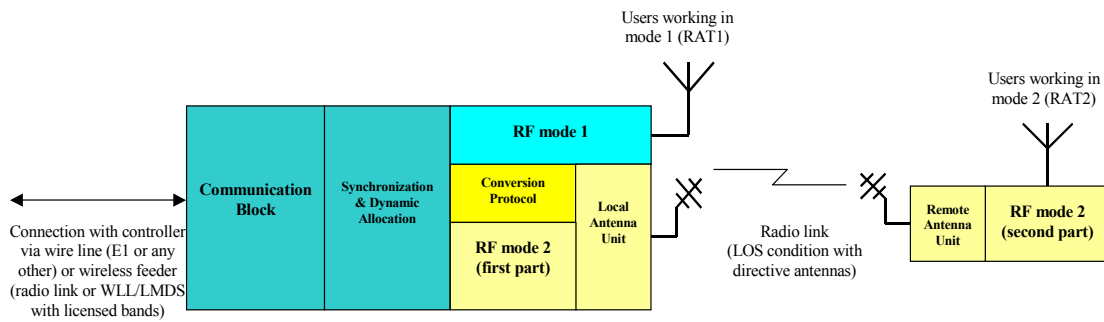 Users working in
mode 1 (RAT1)
Users working in
mode 2 (RAT2)
RF mode 1
Communication
Block
Synchronization
& Dynamic
Allocation
Conversion
Protocol
Local
Antenna
Unit
RF mode 2
(first part)
Remote
Antenna
Unit
RF mode 2
(second part)
Connection with controller
via wire line (E1 or any
other) or wireless feeder
(radio link or WLL/LMDS
with licensed bands)
Radio link
(LOS condition with
directive antennas)